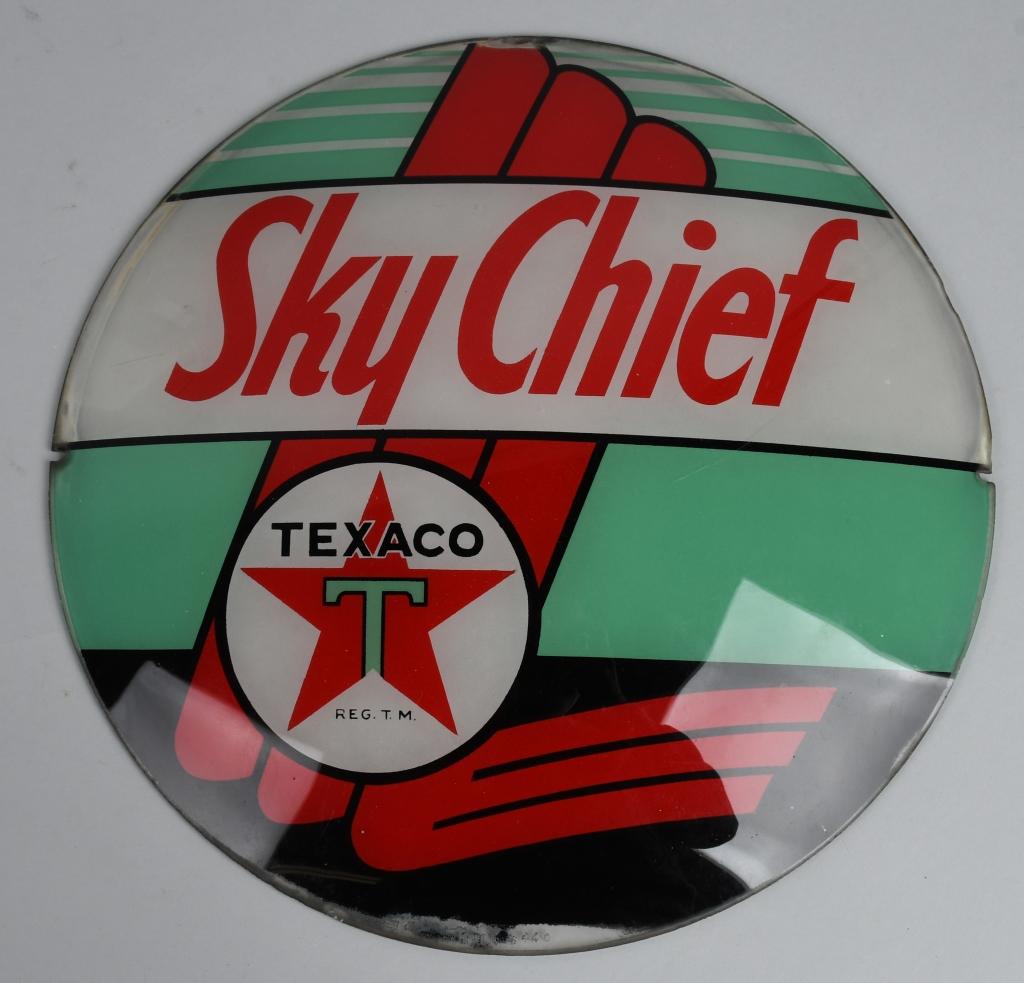 Sky Chief
TEXACO
T
REG. T. M.